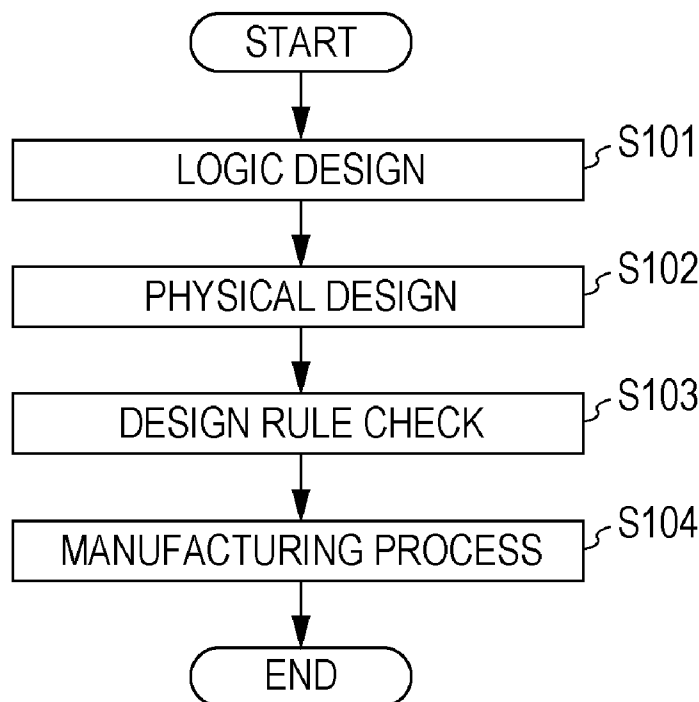 START
LOGIC DESIGN
S101
PHYSICAL DESIGN
S102
DESIGN RULE CHECK
S103
MANUFACTURING PROCESS
S104
END